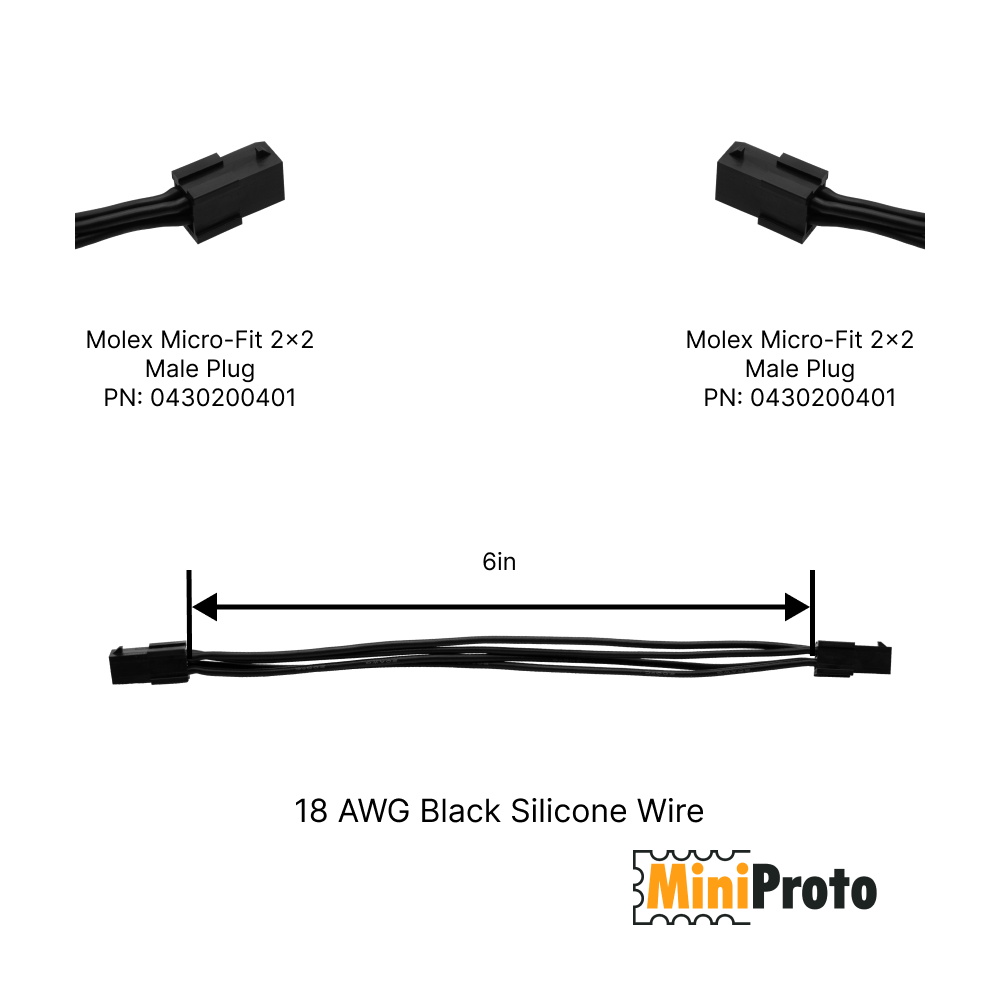 Molex Micro-Fit 2×2
Male Plug
PN: 0430200401
Molex Micro-Fit 2×2
Male Plug
PN: 0430200401
6in
18 AWG Black Silicone Wire
MiniProto